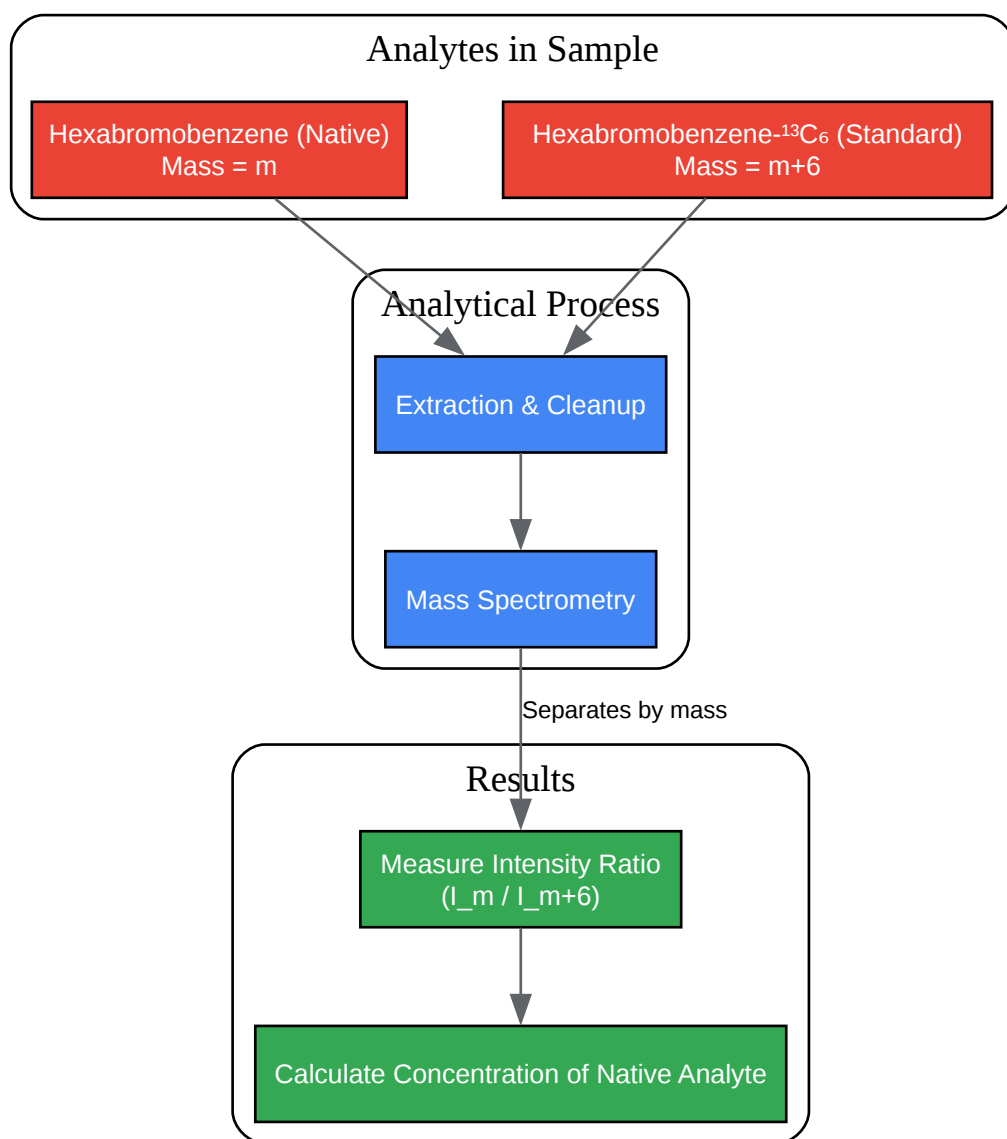 Analytes in Sample
Hexabromobenzene (Native)
Mass = m
Hexabromobenzene-¹³C₆ (Standard)
Mass = m+6
Analytical Process
Extraction & Cleanup
Mass Spectrometry
Separates by mass
Results
Measure Intensity Ratio
(I_m / I_m+6)
Calculate Concentration of Native Analyte